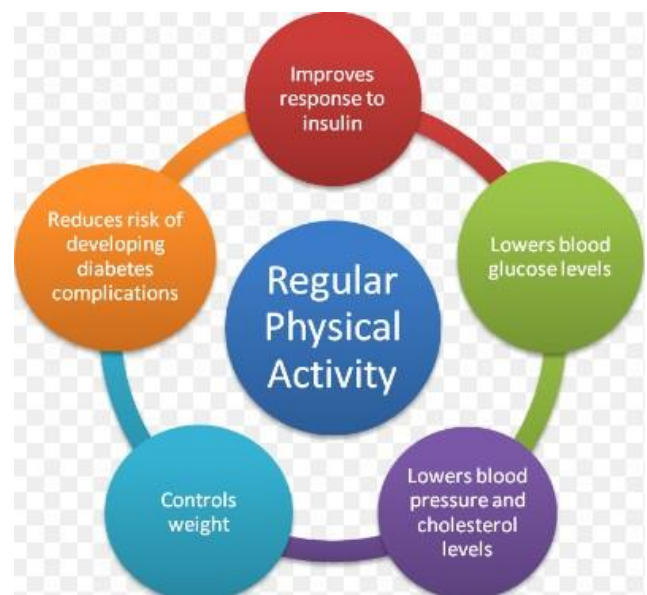 Improves
response to
insulin
Lowers blood
glucose levels
Lowers blood
pressure and
cholesterol
levels
Controls
weight
Reduces risk of
developing
diabetes
complications
Regular
Physical
Activity